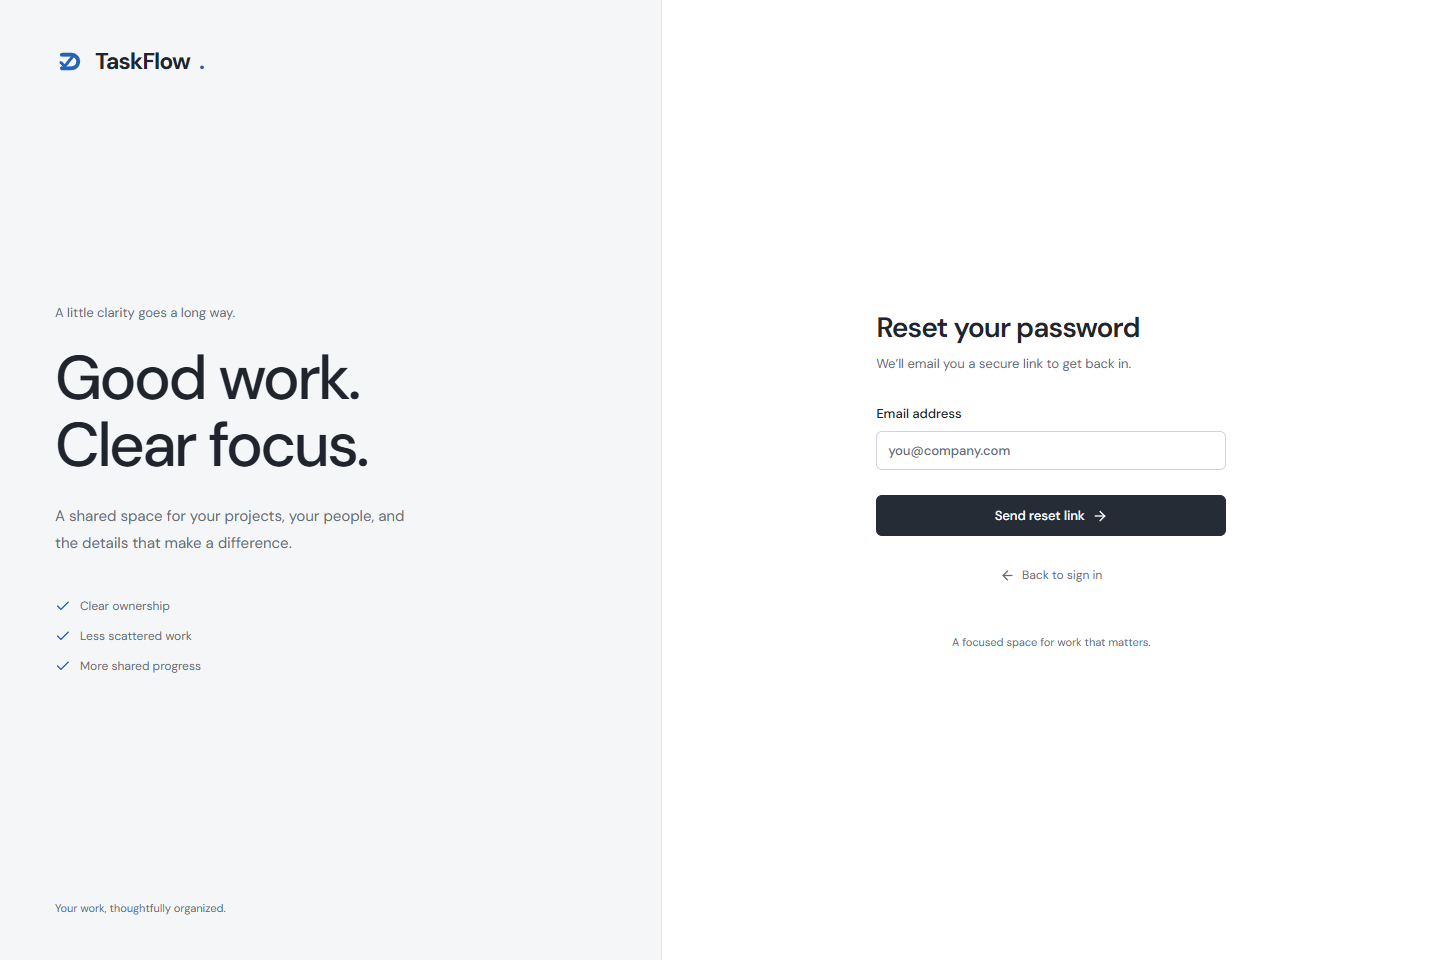 TaskFlow .
A little clarity goes a long way.
Good work.
Clear focus.
A shared space for your projects, your people, and
the details that make a difference.
Clear ownership
Less scattered work
More shared progress
Your work, thoughtfully organized.
Reset your password
We’ll email you a secure link to get back in.
Email address
you@company.com
Send reset link →
← Back to sign in
A focused space for work that matters.